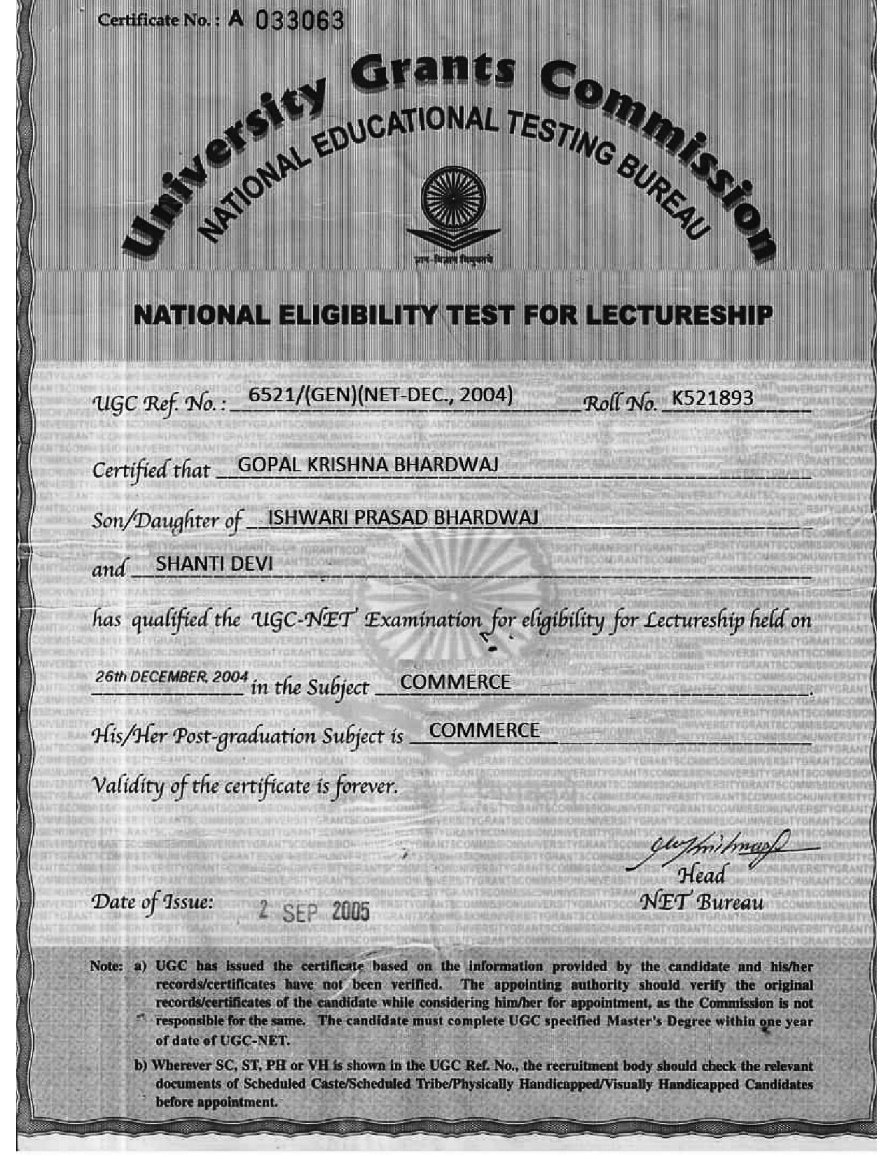 Certificate No. : A 033063
University Grants Commission
NATIONAL EDUCATIONAL TESTING BUREAU
ज्ञान-विज्ञान विमुक्तये
NATIONAL ELIGIBILITY TEST FOR LECTURESHIP
UGC Ref. No. : 6521/(GEN)(NET-DEC., 2004) Roll No. K521893
Certified that GOPAL KRISHNA BHARDWAJ
Son/Daughter of ISHWARI PRASAD BHARDWAJ
and SHANTI DEVI
has qualified the UGC-NET Examination for eligibility for Lectureship held on
26th DECEMBER, 2004 in the Subject COMMERCE.
His/Her Post-graduation Subject is COMMERCE
Validity of the certificate is forever.
Head
Date of Issue: 2 SEP 2005 NET Bureau
Note: a) UGC has issued the certificate based on the information provided by the candidate and his/her
records/certificates have not been verified. The appointing authority should verify the original
records/certificates of the candidate while considering him/her for appointment, as the Commission is not
responsible for the same. The candidate must complete UGC specified Master's Degree within one year
of date of UGC-NET.
b) Wherever SC, ST, PH or VH is shown in the UGC Ref. No., the recruitment body should check the relevant
documents of Scheduled Caste/Scheduled Tribe/Physically Handicapped/Visually Handicapped Candidates
before appointment.